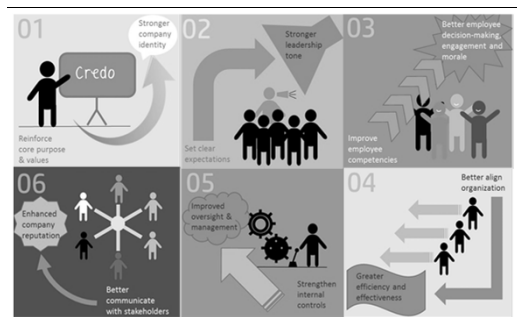 01
Stronger
company
identity
Credo
Reinforce
core purpose
& values
02
Stronger
leadership
tone
Set clear
expectations
03
Better employee
decision-making,
engagement and
morale
Improve
employee
competencies
06
Enhanced
company
reputation
Better
communicate
with stakeholders
05
Improved
oversight &
management
Strengthen
internal
controls
04
Better align
organization
Greater
efficiency and
effectiveness